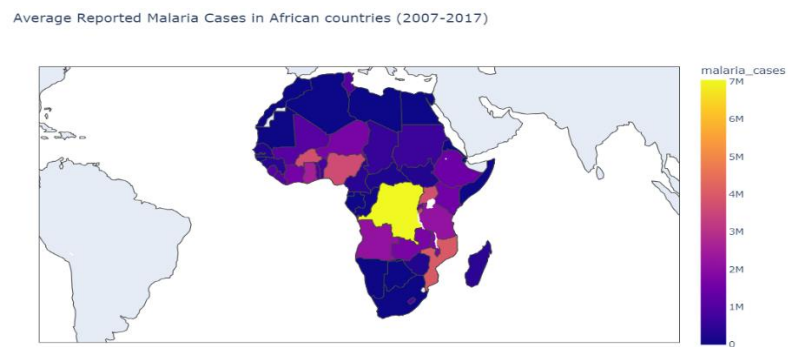 Average Reported Malaria Cases in African countries (2007-2017)
malaria_cases
7M
6M
5M
4M
3M
2M
1M
0